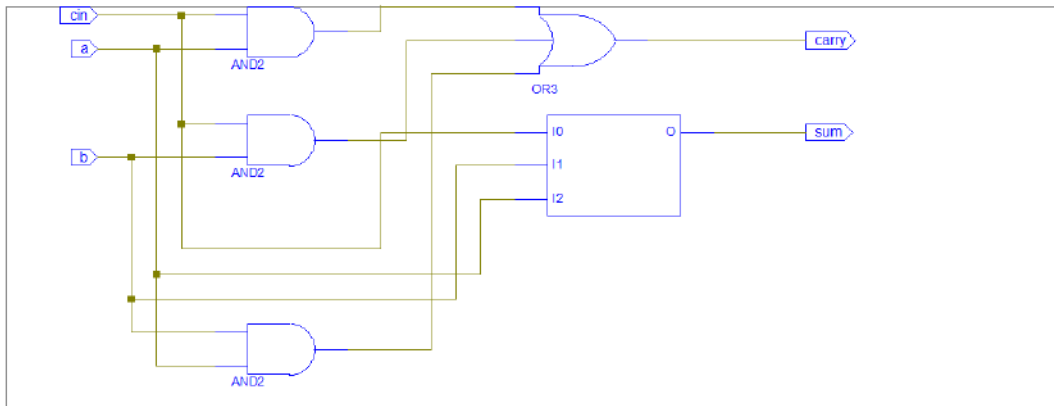 cin
a
AND2
OR3
carry
b
AND2
I0
O
sum
I1
I2
AND2